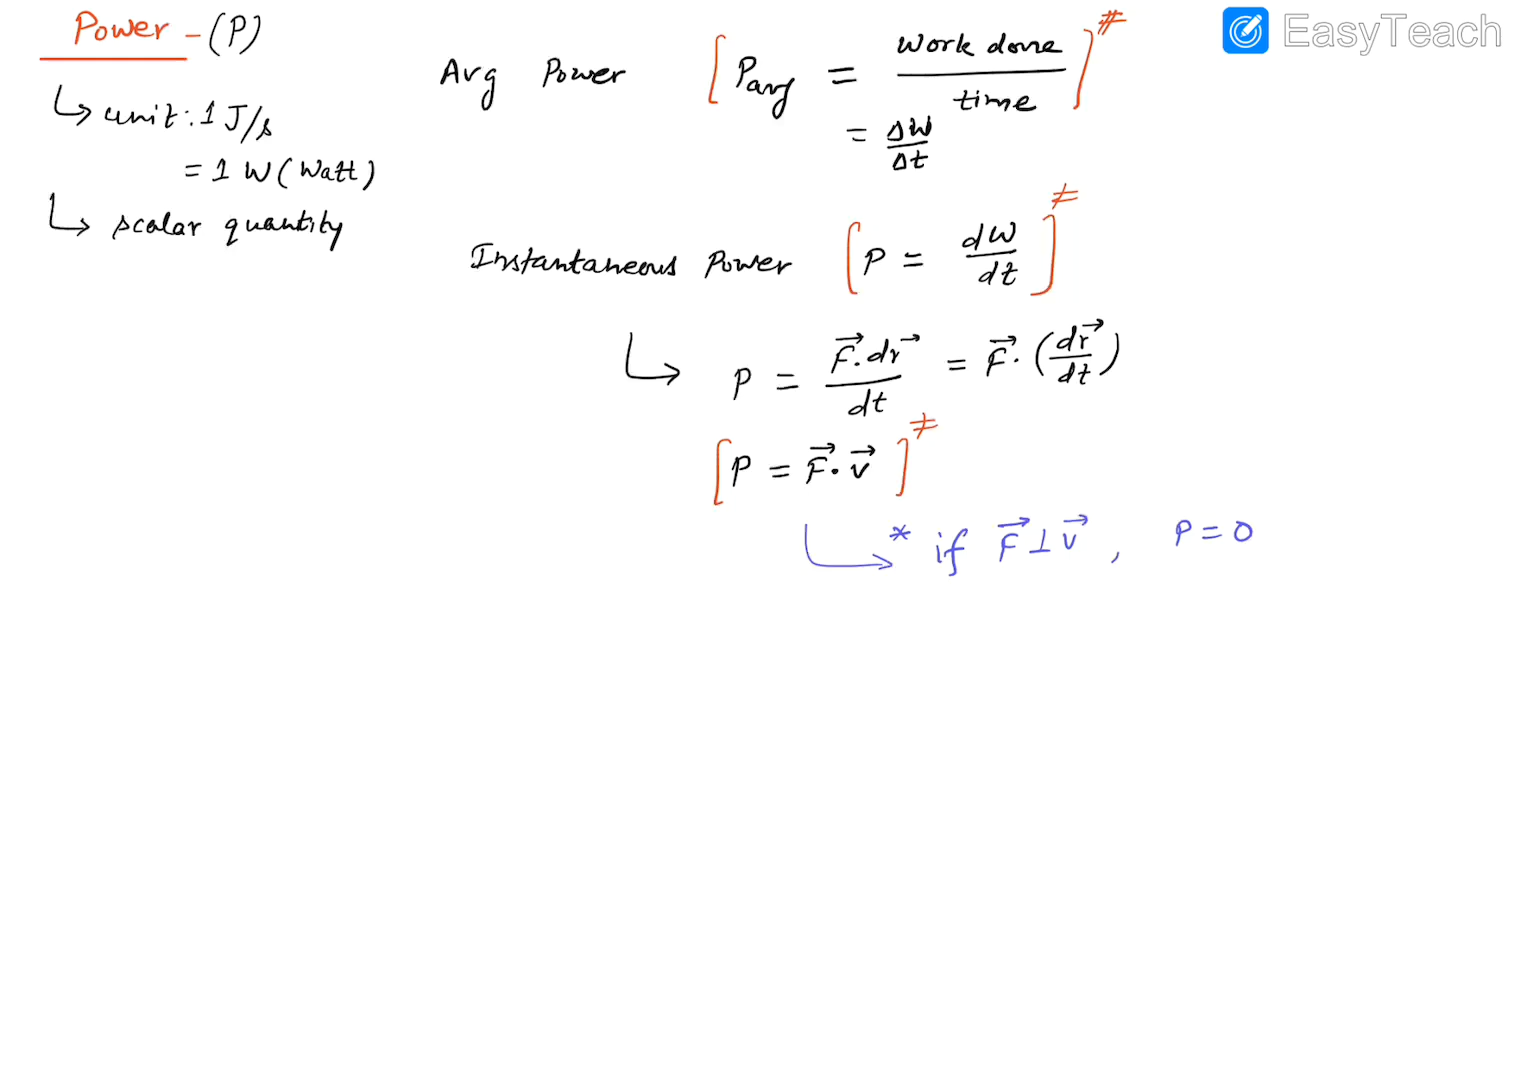 Power - (P)
↳ unit: 1 J/s
= 1 W (Watt)
↳ scalar quantity
EasyTeach
Avg Power [P_avg = Work done / time]#
= ΔW / Δt
Instantaneous Power [P = dW / dt]≠
↳ P = F⃗.dr⃗ / dt = F⃗.(dr⃗ / dt)
[P = F⃗.v⃗]≠
↳ * if F⃗ ⊥ v⃗, P = 0